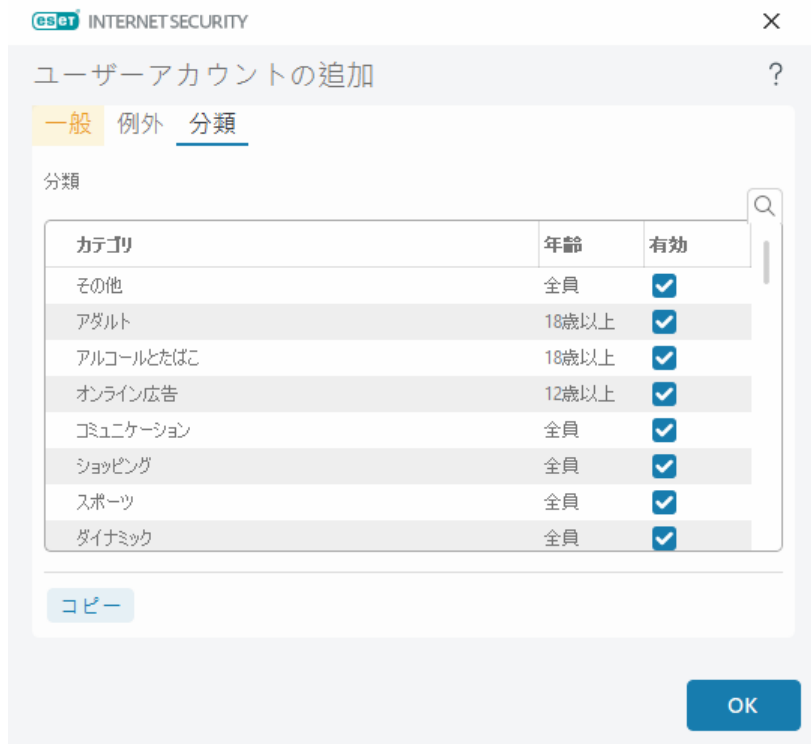 eset INTERNET SECURITY
ユーザーアカウントの追加 ?
一般 例外 分類
分類
カテゴリ 年齢 有効
その他 全員
アダルト 18歳以上
アルコールとたばこ 18歳以上
オンライン広告 12歳以上
コミュニケーション 全員
ショッピング 全員
スポーツ 全員
ダイナミック 全員
コピー
OK